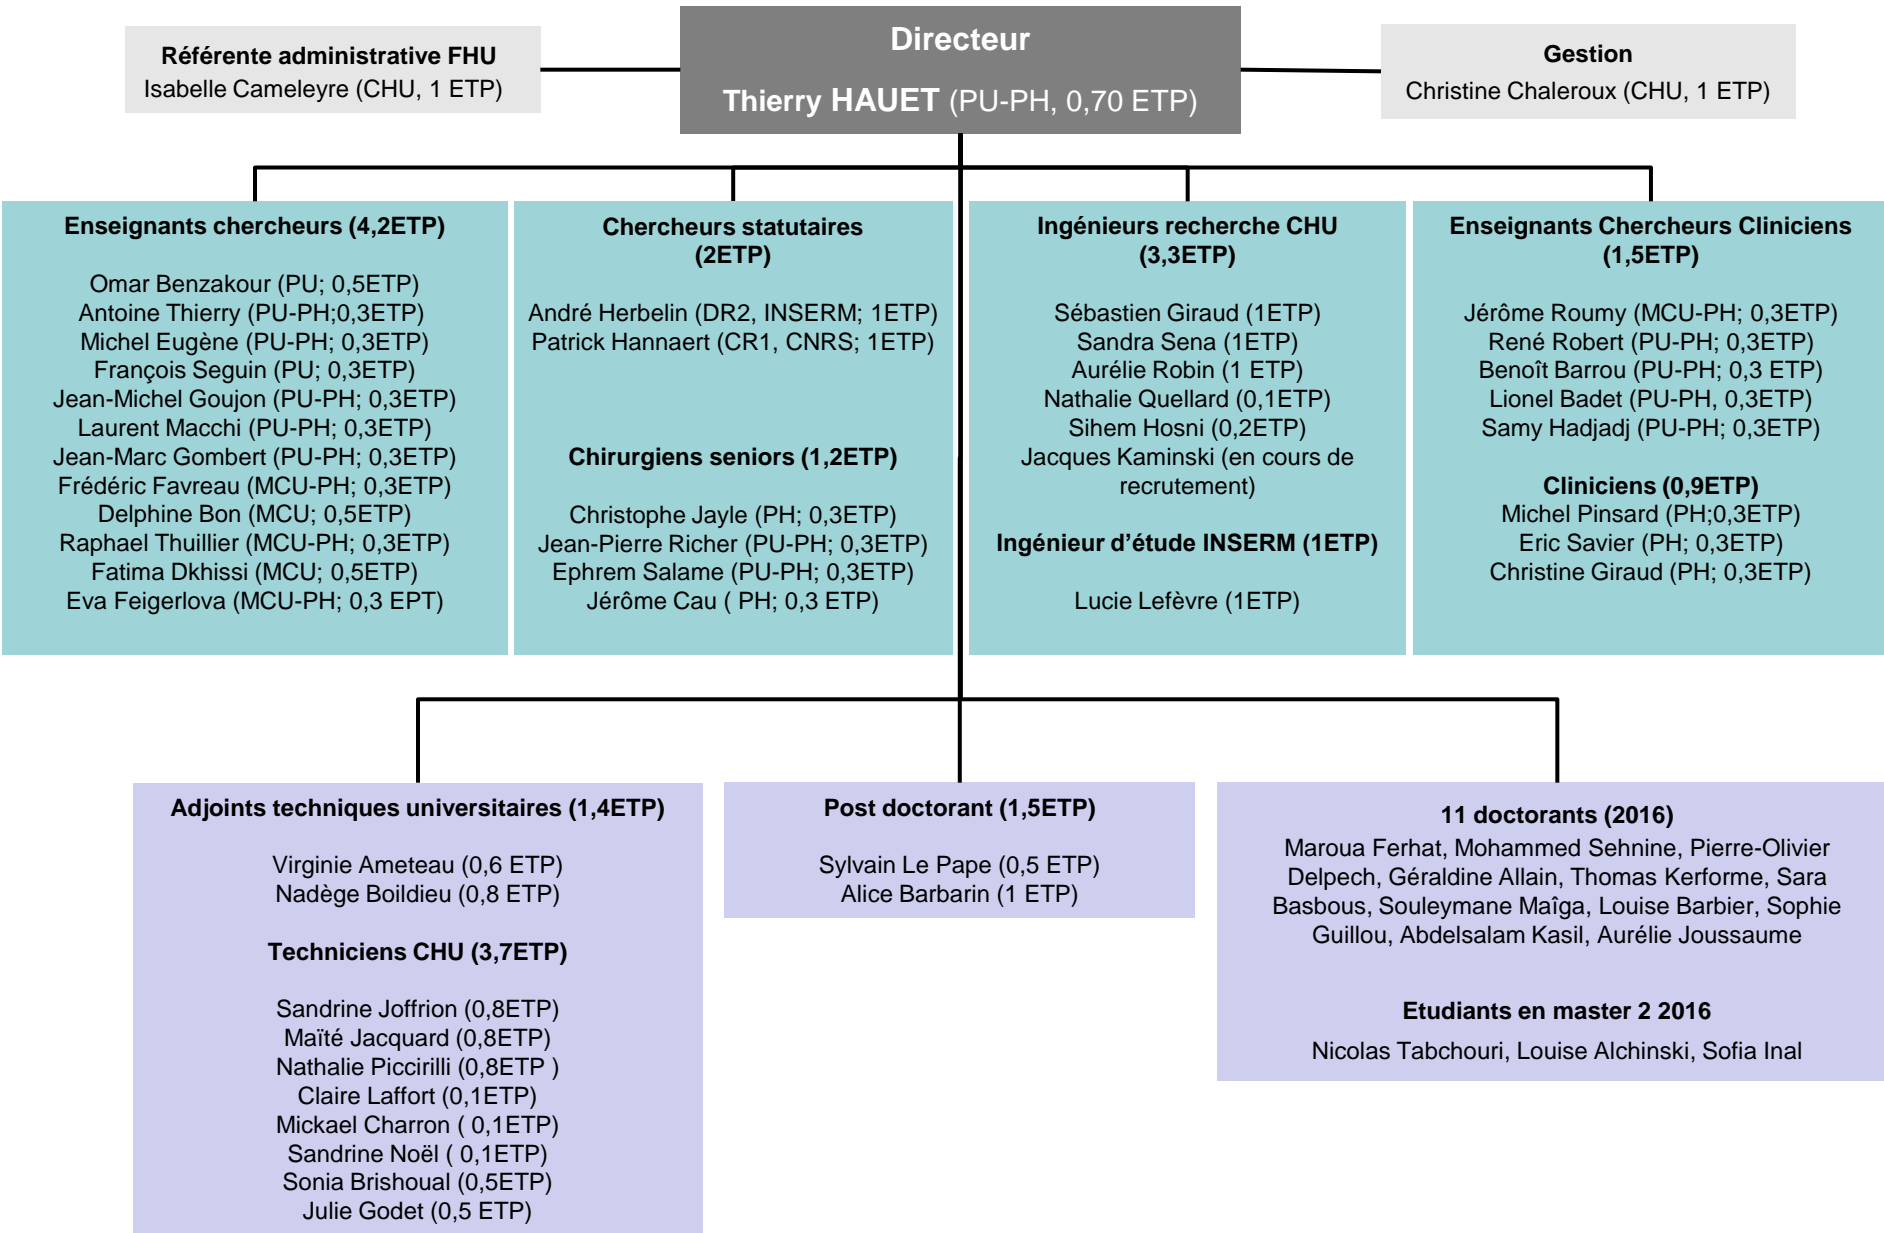 Référente administrative FHU
Isabelle Cameleyre (CHU, 1 ETP)
Directeur
Thierry HAUET (PU-PH, 0,70 ETP)
Gestion
Christine Chaleroux (CHU, 1 ETP)
Enseignants chercheurs (4,2ETP)
Omar Benzakour (PU; 0,5ETP)
Antoine Thierry (PU-PH;0,3ETP)
Michel Eugène (PU-PH; 0,3ETP)
François Seguin (PU; 0,3ETP)
Jean-Michel Goujon (PU-PH; 0,3ETP)
Laurent Macchi (PU-PH; 0,3ETP)
Jean-Marc Gombert (PU-PH; 0,3ETP)
Frédéric Favreau (MCU-PH; 0,3ETP)
Delphine Bon (MCU; 0,5ETP)
Raphael Thuillier (MCU-PH; 0,3ETP)
Fatima Dkhissi (MCU; 0,5ETP)
Eva Feigerlova (MCU-PH; 0,3 EPT)
Chercheurs statutaires
(2ETP)
André Herbelin (DR2, INSERM; 1ETP)
Patrick Hannaert (CR1, CNRS; 1ETP)
Chirurgiens seniors (1,2ETP)
Christophe Jayle (PH; 0,3ETP)
Jean-Pierre Richer (PU-PH; 0,3ETP)
Ephrem Salame (PU-PH; 0,3ETP)
Jérôme Cau ( PH; 0,3 EPT)
Ingénieurs recherche CHU
(3,3ETP)
Sébastien Giraud (1ETP)
Sandra Sena (1ETP)
Aurélie Robin (1 ETP)
Nathalie Quellard (0,1ETP)
Sihem Hosni (0,2ETP)
Jacques Kaminski (en cours de
recrutement)
Ingénieur d'étude INSERM (1ETP)
Lucie Lefèvre (1ETP)
Enseignants Chercheurs Cliniciens
(1,5ETP)
Jérôme Roumy (MCU-PH; 0,3ETP)
René Robert (PU-PH; 0,3ETP)
Benoît Barrou (PU-PH; 0,3 ETP)
Lionel Badet (PU-PH, 0,3ETP)
Samy Hadjadj (PU-PH; 0,3ETP)
Cliniciens (0,9ETP)
Michel Pinsard (PH;0,3ETP)
Eric Savier (PH; 0,3ETP)
Christine Giraud (PH; 0,3ETP)
Adjoints techniques universitaires (1,4ETP)
Virginie Ameteau (0,6 ETP)
Nadège Boildieu (0,8 ETP)
Techniciens CHU (3,7ETP)
Sandrine Joffrion (0,8ETP)
Maïté Jacquard (0,8ETP)
Nathalie Piccirilli (0,8ETP )
Claire Laffort (0,1ETP)
Mickael Charron ( 0,1ETP)
Sandrine Noël ( 0,1ETP)
Sonia Brishoual (0,5ETP)
Julie Godet (0,5 ETP)
Post doctorant (1,5ETP)
Sylvain Le Pape (0,5 ETP)
Alice Barbarin (1 ETP)
11 doctorants (2016)
Maroua Ferhat, Mohammed Sehnine, Pierre-Olivier
Delpech, Géraldine Allain, Thomas Kerforme, Sara
Basbous, Souleymane Maîga, Louise Barbier, Sophie
Guillou, Abdelsalam Kasil, Aurélie Joussaume
Etudiants en master 2 2016
Nicolas Tabchouri, Louise Alchinski, Sofia Inal